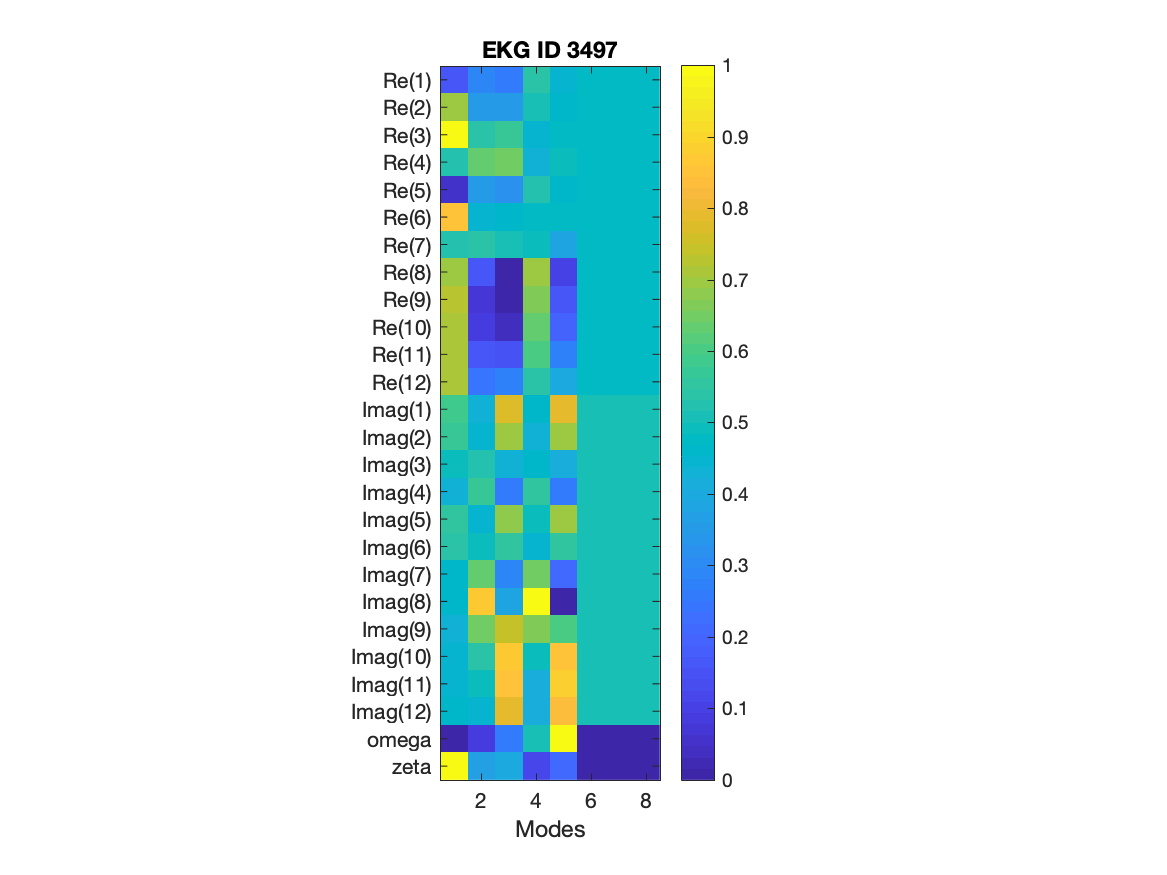 EKG ID 3497
Re(1)
Re(2)
Re(3)
Re(4)
Re(5)
Re(6)
Re(7)
Re(8)
Re(9)
Re(10)
Re(11)
Re(12)
Imag(1)
Imag(2)
Imag(3)
Imag(4)
Imag(5)
Imag(6)
Imag(7)
Imag(8)
Imag(9)
Imag(10)
Imag(11)
Imag(12)
omega
zeta
2 4 6 8
Modes
1
0.9
0.8
0.7
0.6
0.5
0.4
0.3
0.2
0.1
0